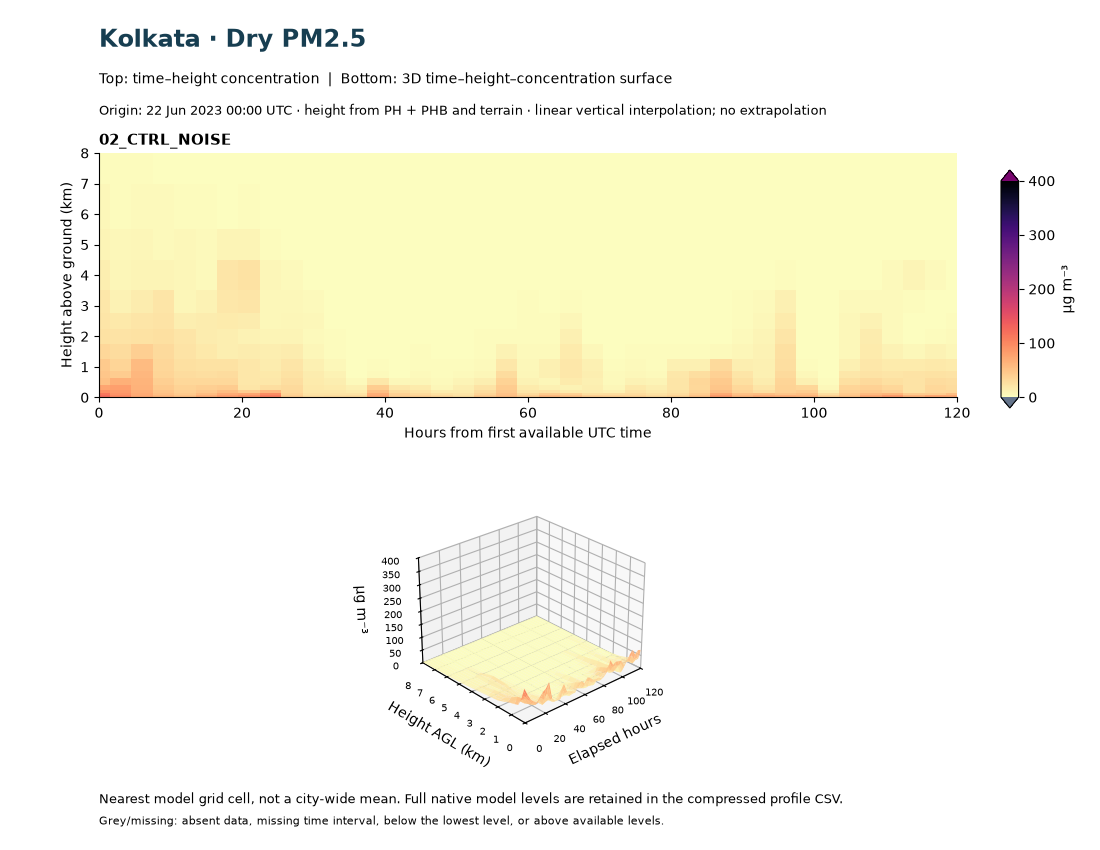 Kolkata · Dry PM2.5
Top: time–height concentration | Bottom: 3D time–height–concentration surface
Origin: 22 Jun 2023 00:00 UTC · height from PH + PHB and terrain · linear vertical interpolation; no extrapolation
02_CTRL_NOISE
8
7
6
5
4
3
2
1
0
Height above ground (km)
0 20 40 60 80 100 120
Hours from first available UTC time
400
300
200
100
0
µg m⁻³
400
350
300
250
200
150
100
50
0
µg m⁻³
8 7 6 5 4 3 2 1 0
Height AGL (km)
0 20 40 60 80 100 120
Elapsed hours
Nearest model grid cell, not a city-wide mean. Full native model levels are retained in the compressed profile CSV.
Grey/missing: absent data, missing time interval, below the lowest level, or above available levels.